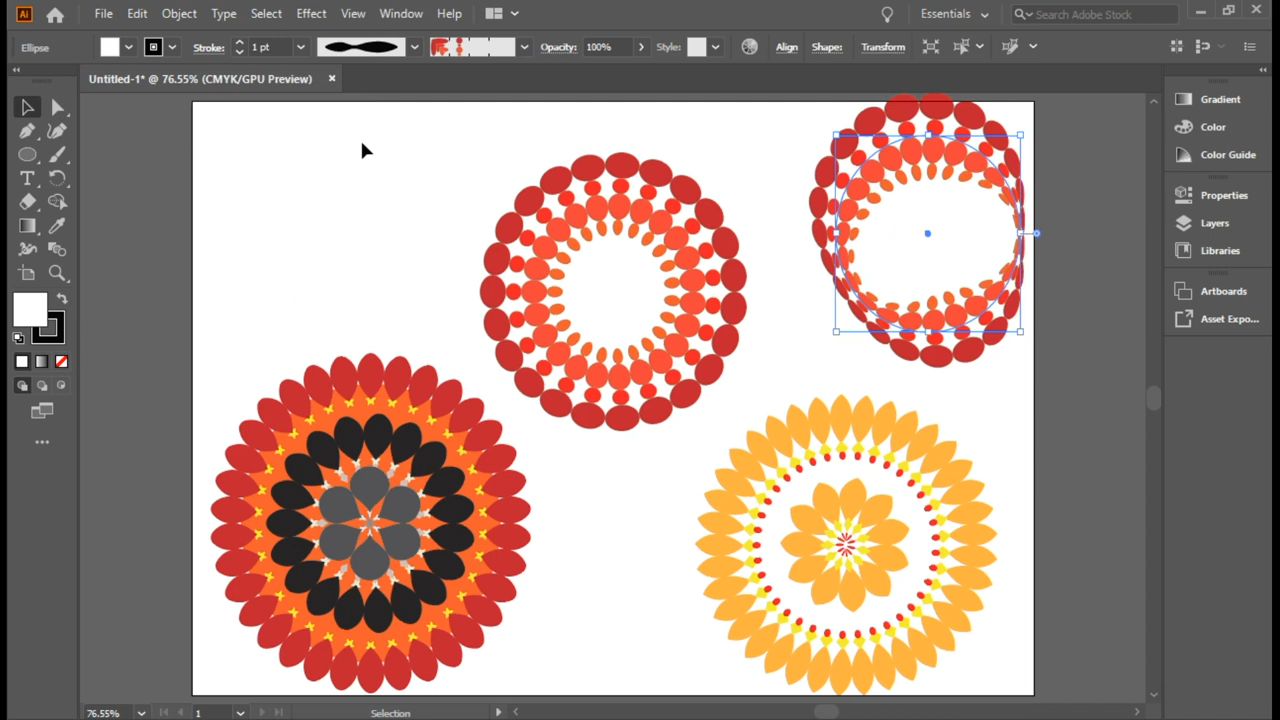 Ai File Edit Object Type Select Effect View Window Help Essentials Search Adobe Stock
Ellipse Stroke: 1 pt Opacity: 100% Style: Align Shape: Transform
Untitled-1* @ 76.55% (CMYK/GPU Preview)
Gradient
Color
Color Guide
Properties
Layers
Libraries
Artboards
Asset Expo...
76.55% 1 Selection